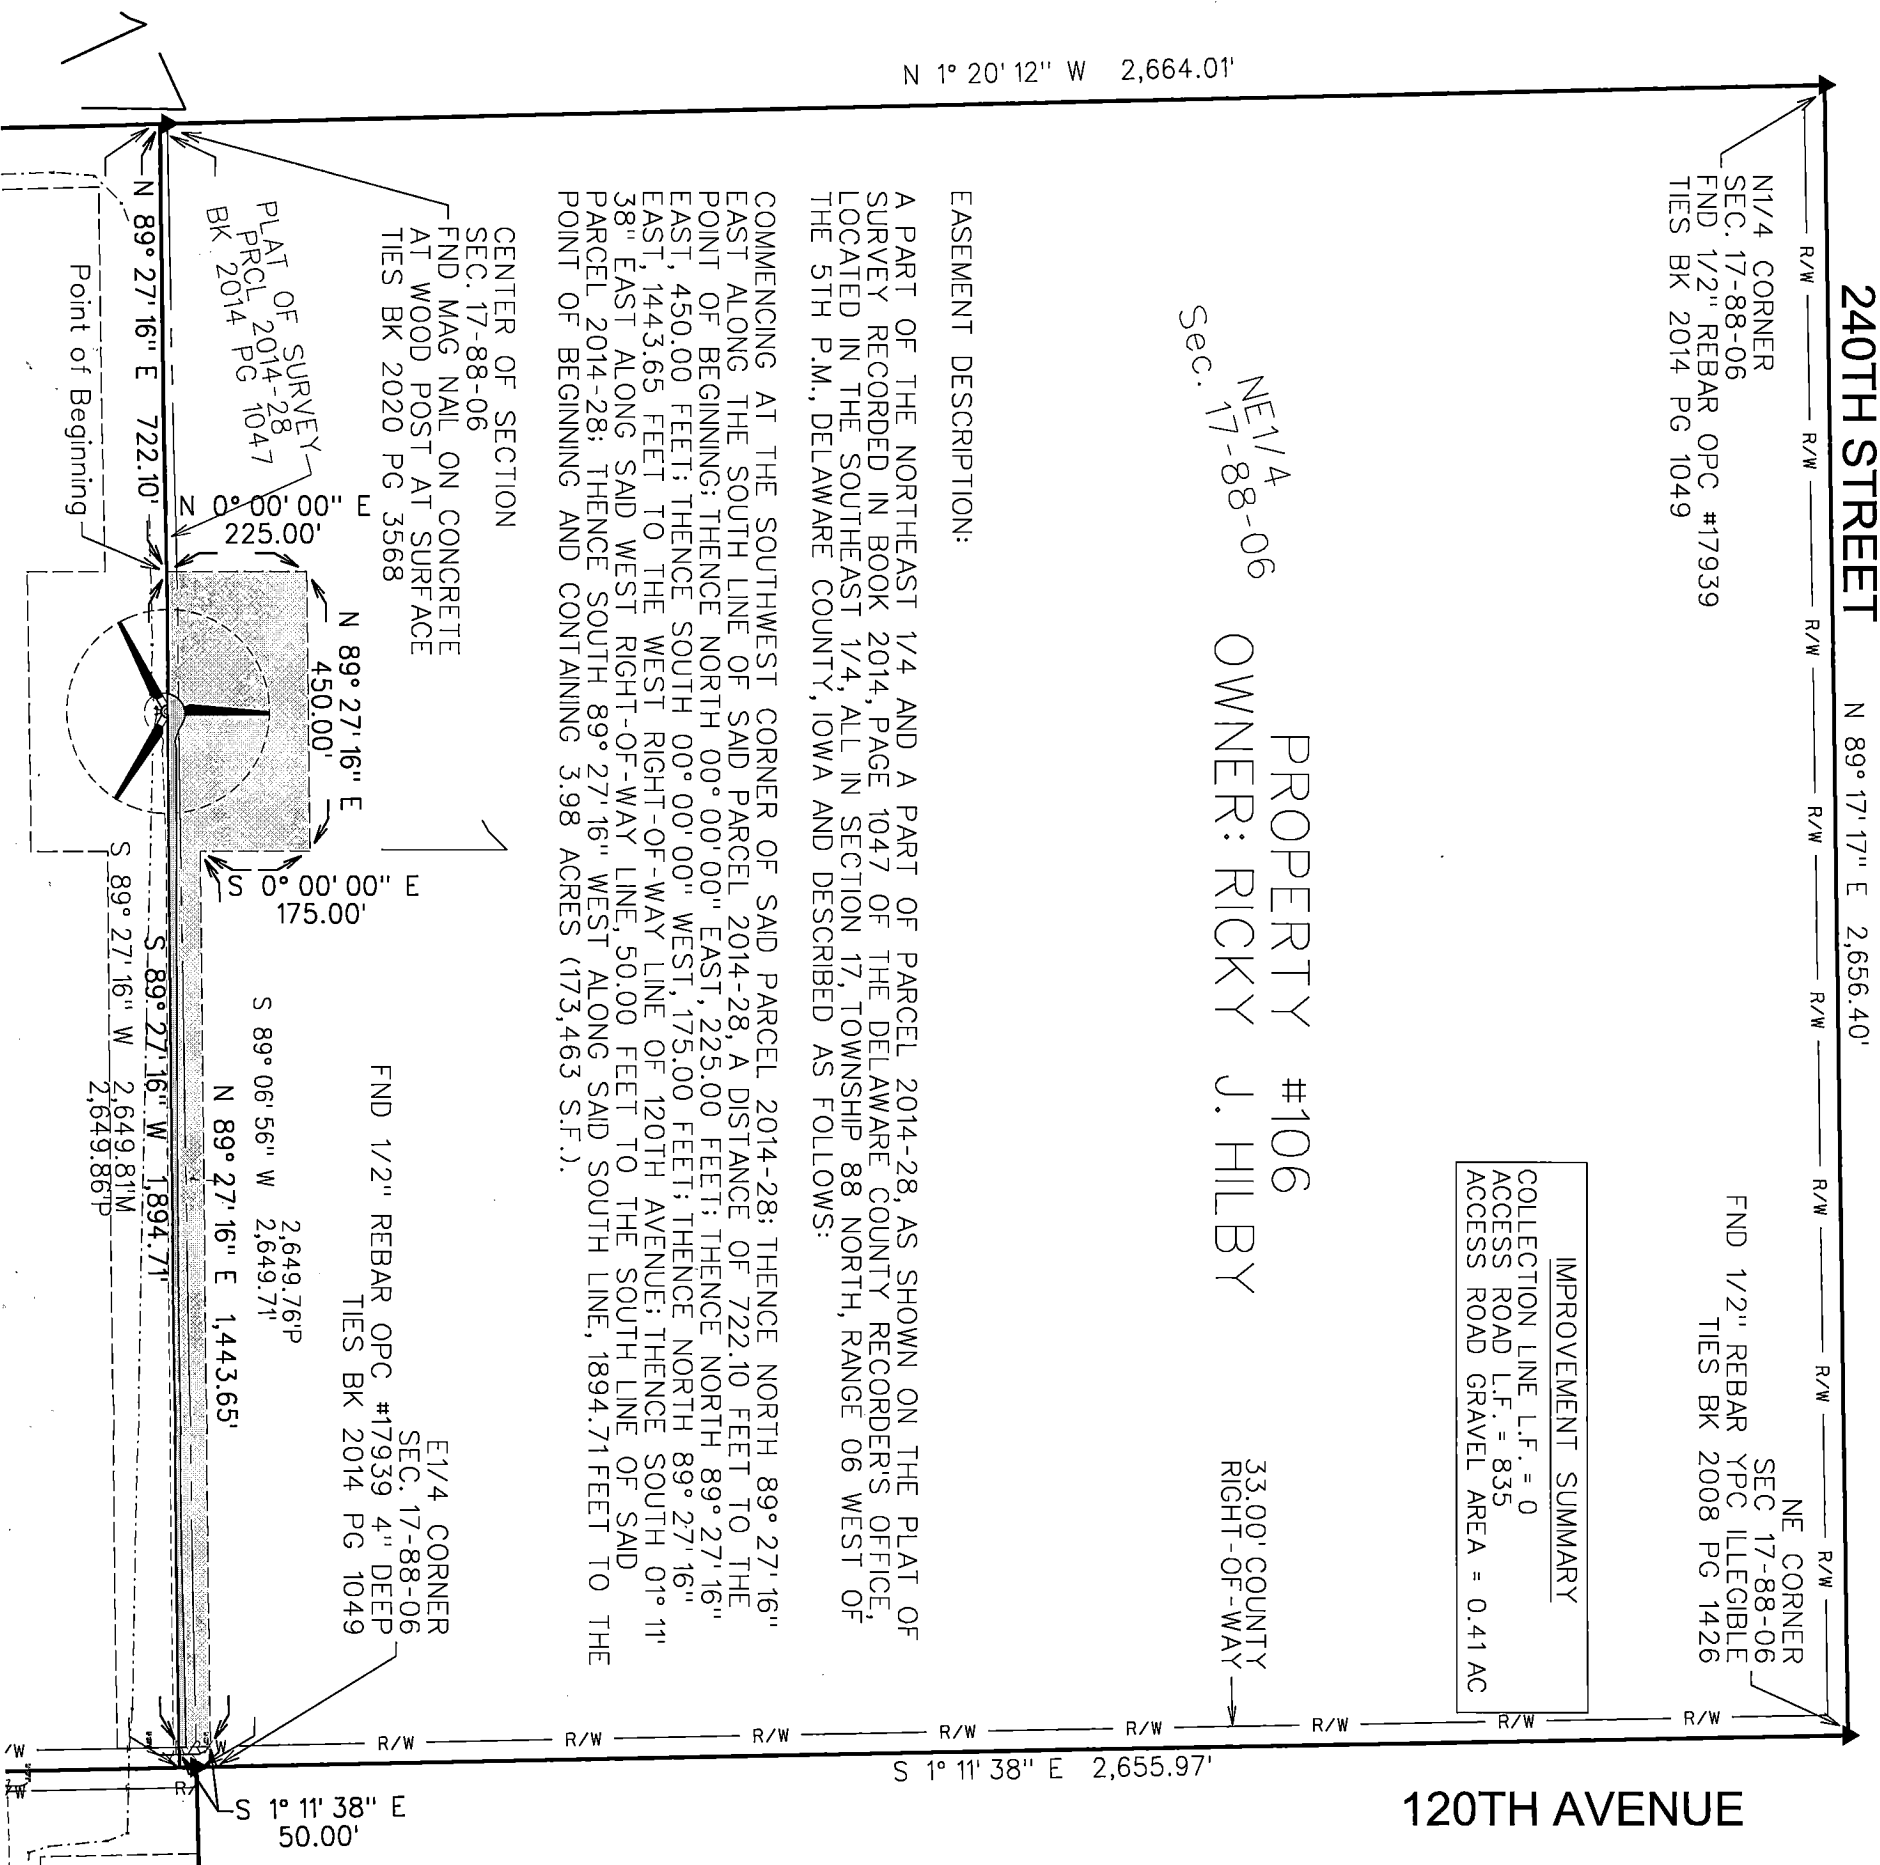 240TH STREET
N 89° 17' 17" E 2,656.40'
N 1° 20' 12" W 2,664.01'
R/W R/W R/W R/W R/W R/W R/W R/W
N1/4 CORNER
SEC. 17-88-06
FND 1/2" REBAR OPC #17939
TIES BK 2014 PG 1049
NE CORNER
SEC 17-88-06
FND 1/2" REBAR YPC ILLEGIBLE
TIES BK 2008 PG 1426
IMPROVEMENT SUMMARY
COLLECTION LINE L.F. = 0
ACCESS ROAD L.F. = 835
ACCESS ROAD GRAVEL AREA = 0.41 AC
PROPERTY #106
OWNER: RICKY J. HILBY
NE1/4
Sec. 17-88-06
33.00' COUNTY
RIGHT-OF-WAY
EASEMENT DESCRIPTION:
A PART OF THE NORTHEAST 1/4 AND A PART OF PARCEL 2014-28, AS SHOWN ON THE PLAT OF
SURVEY RECORDED IN BOOK 2014, PAGE 1047 OF THE DELAWARE COUNTY RECORDER'S OFFICE,
LOCATED IN THE SOUTHEAST 1/4, ALL IN SECTION 17, TOWNSHIP 88 NORTH, RANGE 06 WEST OF
THE 5TH P.M., DELAWARE COUNTY, IOWA AND DESCRIBED AS FOLLOWS:
COMMENCING AT THE SOUTHWEST CORNER OF SAID PARCEL 2014-28; THENCE NORTH 89° 27' 16"
EAST ALONG THE SOUTH LINE OF SAID PARCEL 2014-28, A DISTANCE OF 722.10 FEET TO THE
POINT OF BEGINNING; THENCE NORTH 00° 00' 00" EAST, 225.00 FEET; THENCE NORTH 89° 27' 16"
EAST, 450.00 FEET; THENCE SOUTH 00° 00' 00" WEST, 175.00 FEET; THENCE NORTH 89° 27' 16"
EAST, 1443.65 FEET TO THE WEST RIGHT-OF-WAY LINE OF 120TH AVENUE; THENCE SOUTH 01° 11'
38" EAST ALONG SAID WEST RIGHT-OF-WAY LINE, 50.00 FEET TO THE SOUTH LINE OF SAID
PARCEL 2014-28; THENCE SOUTH 89° 27' 16" WEST ALONG SAID SOUTH LINE, 1894.71 FEET TO THE
POINT OF BEGINNING AND CONTAINING 3.98 ACRES (173,463 S.F.).
CENTER OF SECTION
SEC. 17-88-06
FND MAG NAIL ON CONCRETE
AT WOOD POST AT SURFACE
TIES BK 2020 PG 3568
E1/4 CORNER
SEC. 17-88-06
FND 1/2" REBAR OPC #17939 4" DEEP
TIES BK 2014 PG 1049
PLAT OF SURVEY
PRCL 2014-28
BK 2014 PG 1047
N 0° 00' 00" E
225.00'
N 89° 27' 16" E
450.00'
S 0° 00' 00" E
175.00'
2,649.76'P
S 89° 06' 56" W 2,649.71'
N 89° 27' 16" E 1,443.65'
N 89° 27' 16" E 722.10'
S 89° 27' 16" W 1,894.71'
S 89° 27' 16" W 2,649.81'M
2,649.86'P
Point of Beginning
R/W R/W R/W R/W R/W R/W R/W R/W
S 1° 11' 38" E 2,655.97'
S 1° 11' 38" E
50.00'
120TH AVENUE